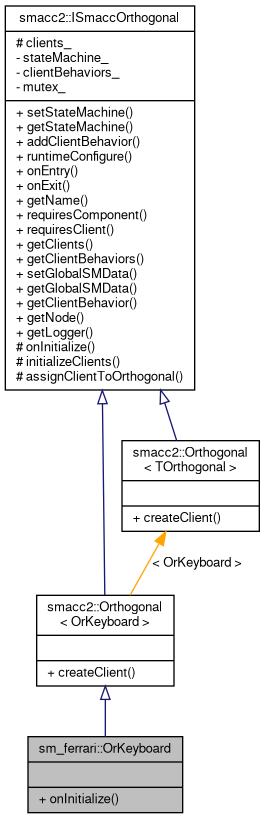 smacc2::ISmaccOrthogonal
# clients_
- stateMachine_
- clientBehaviors_
- mutex_
+ setStateMachine()
+ getStateMachine()
+ addClientBehavior()
+ runtimeConfigure()
+ onEntry()
+ onExit()
+ getName()
+ requiresComponent()
+ requiresClient()
+ getClients()
+ getClientBehaviors()
+ setGlobalSMData()
+ getGlobalSMData()
+ getClientBehavior()
+ getNode()
+ getLogger()
# onInitialize()
# initializeClients()
# assignClientToOrthogonal()
smacc2::Orthogonal
< TOrthogonal >
+ createClient()
< OrKeyboard >
smacc2::Orthogonal
< OrKeyboard >
+ createClient()
sm_ferrari::OrKeyboard
+ onInitialize()